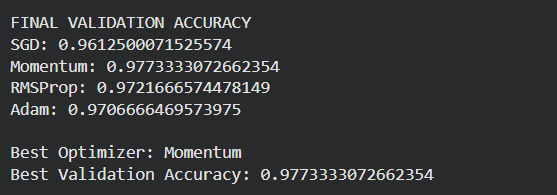 FINAL VALIDATION ACCURACY
SGD: 0.9612500071525574
Momentum: 0.9773333072662354
RMSProp: 0.9721666574478149
Adam: 0.9706666469573975
Best Optimizer: Momentum
Best Validation Accuracy: 0.9773333072662354